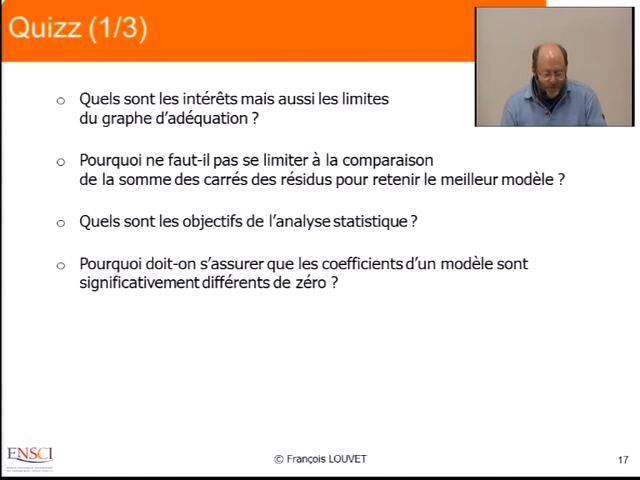 Quizz (1/3)
o Quels sont les intérêts mais aussi les limites
du graphe d'adéquation ?
o Pourquoi ne faut-il pas se limiter à la comparaison
de la somme des carrés des résidus pour retenir le meilleur modèle ?
o Quels sont les objectifs de l'analyse statistique ?
o Pourquoi doit-on s'assurer que les coefficients d'un modèle sont
significativement différents de zéro ?
ENSCI
© François LOUVET
17